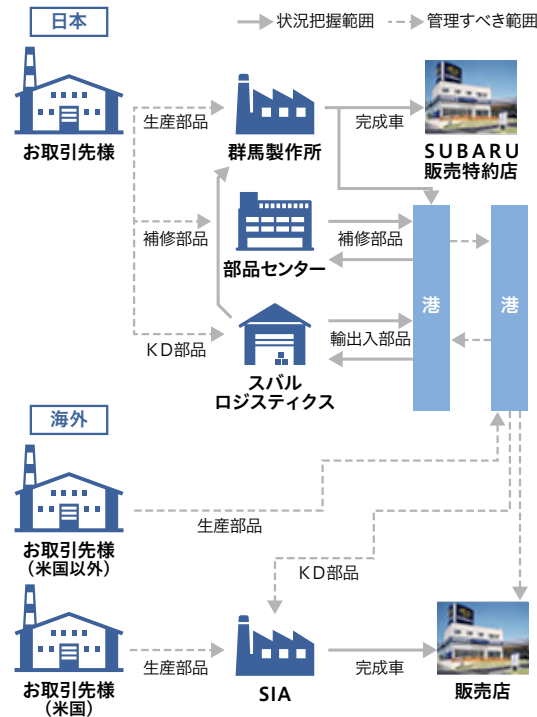 日本
状況把握範囲
管理すべき範囲
お取引先様
生産部品
群馬製作所
完成車
SUBARU
販売特約店
補修部品
部品センター
補修部品
港
港
KD部品
スバル
ロジスティクス
輸出入部品
海外
お取引先様
(米国以外)
生産部品
KD部品
お取引先様
(米国)
生産部品
SIA
完成車
販売店